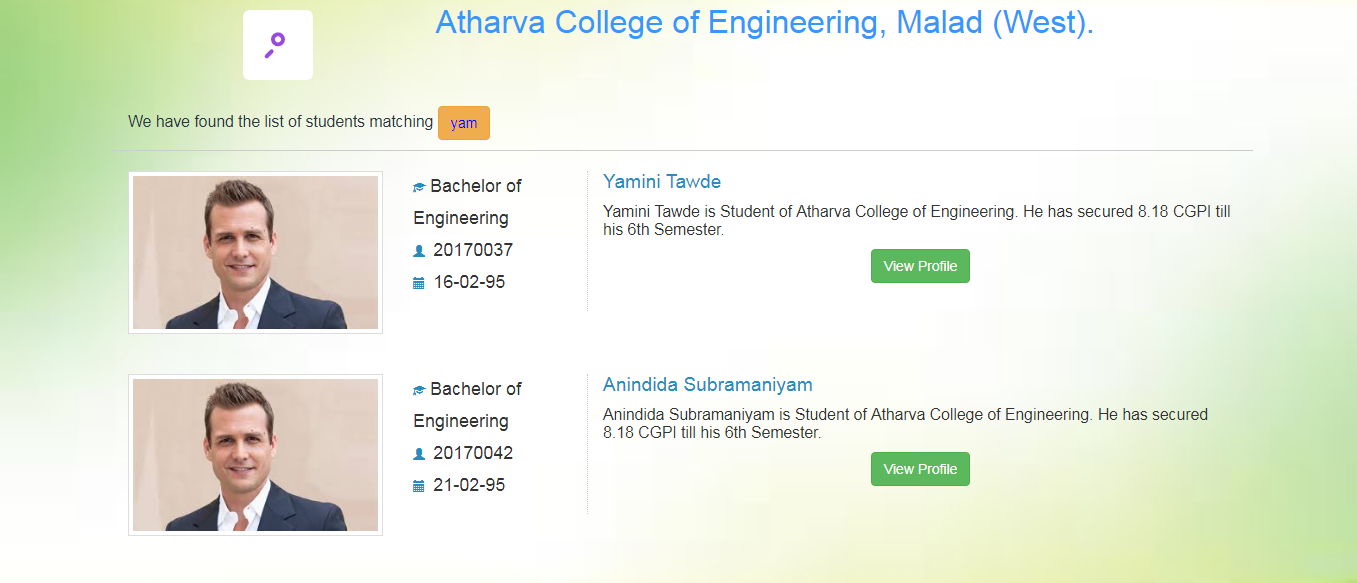 Atharva College of Engineering, Malad (West).
We have found the list of students matching yam
Bachelor of
Engineering
20170037
16-02-95
Yamini Tawde
Yamini Tawde is Student of Atharva College of Engineering. He has secured 8.18 CGPI till
his 6th Semester.
View Profile
Bachelor of
Engineering
20170042
21-02-95
Anindida Subramaniyam
Anindida Subramaniyam is Student of Atharva College of Engineering. He has secured
8.18 CGPI till his 6th Semester.
View Profile